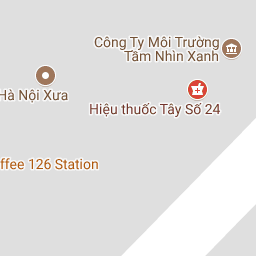 Công Ty Môi Trường
Tầm Nhìn Xanh
Hà Nội Xưa
Hiệu thuốc Tây Số 24
ffee 126 Station